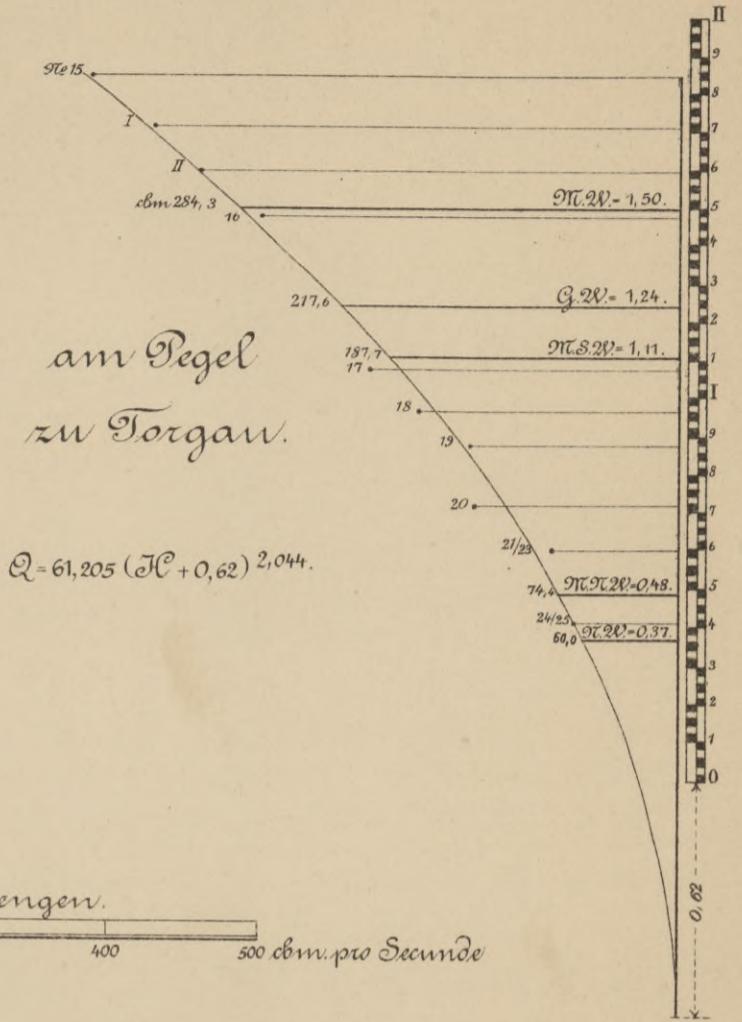 II
№ 15
9
8
I
7
II
6
cbm 284,3
M.W. = 1,50.
5
16
4
3
217,6
G.W. = 1,24.
2
187,7
M.S.W. = 1,11.
1
17
I
am Pegel
18
zu Torgau.
9
19
8
20
7
21/23
6
Q = 61,205 (H + 0,62) 2,044.
74,4
M.N.W. = 0,48.
5
24/25
4
60,0
N.W. = 0,37.
3
2
1
0
0,62
engen.
400
500 cbm. pro Secunde